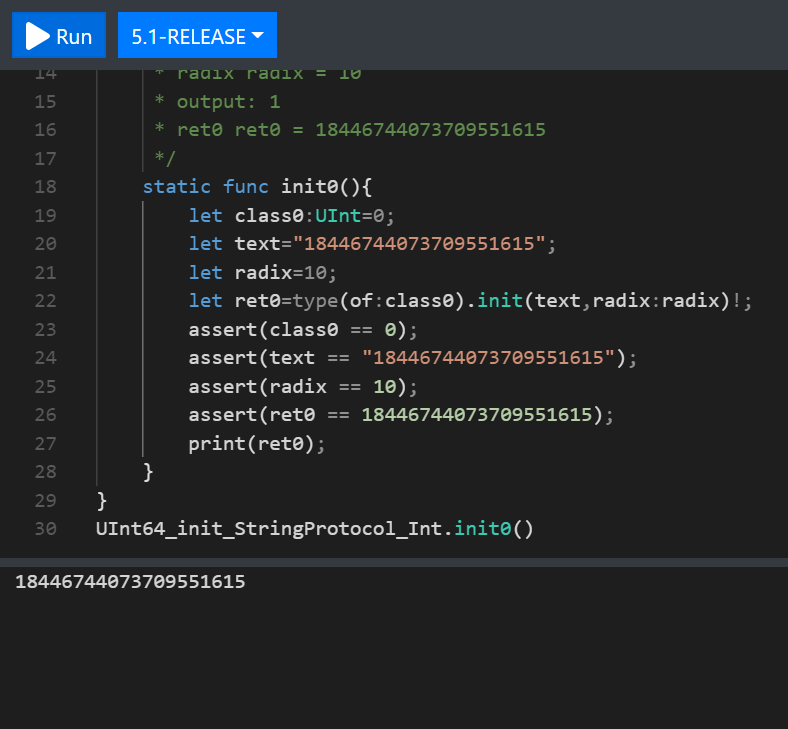 Run 5.1-RELEASE
14 * radix radix = 10
15 * output: 1
16 * ret0 ret0 = 18446744073709551615
17 */
18 static func init0(){
19 let class0:UInt=0;
20 let text="18446744073709551615";
21 let radix=10;
22 let ret0=type(of:class0).init(text,radix:radix)!;
23 assert(class0 == 0);
24 assert(text == "18446744073709551615");
25 assert(radix == 10);
26 assert(ret0 == 18446744073709551615);
27 print(ret0);
28 }
29 }
30 UInt64_init_StringProtocol_Int.init0()
18446744073709551615